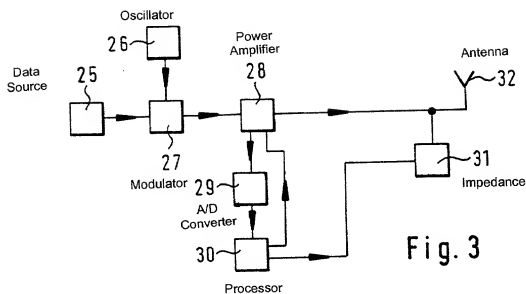 Oscillator
26
Power
Amplifier
28
Antenna
32
Data
Source
25
27
Modulator
29
A/D
Converter
31
Impedance
30
Processor
Fig. 3